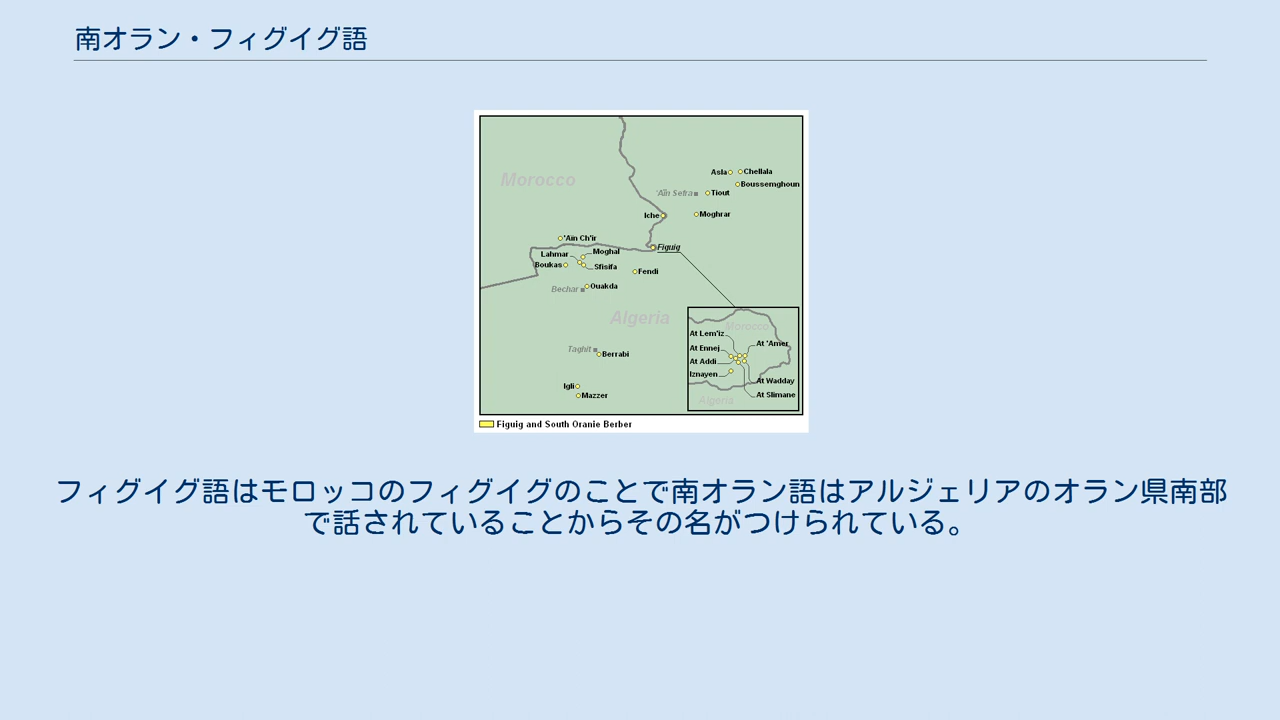 南オラン・フィグイグ語
Morocco
Asla
Chellala
Boussemghoun
'Aïn Sefra
Tiout
Iche
Moghrar
'Aïn Ch'ir
Figuig
Lahmar
Moghal
Boukas
Sfisifa
Fendi
Bechar
Ouakda
Algeria
Morocco
At Lem'iz
At 'Amer
At Ennej
At Addi
Iznayen
At Wadday
At Slimane
Algeria
Taghit
Berrabi
Igli
Mazzer
Figuig and South Oranie Berber
フィグイグ語はモロッコのフィグイグのことで南オラン語はアルジェリアのオラン県南部
で話されていることからその名がつけられている。